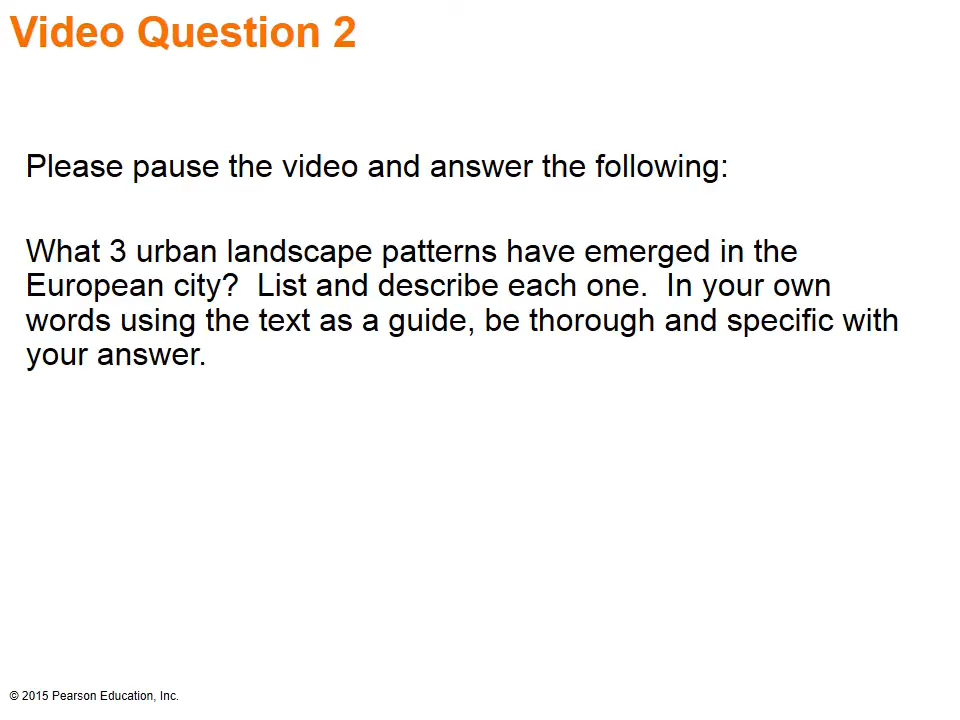 Video Question 2
Please pause the video and answer the following:
What 3 urban landscape patterns have emerged in the
European city?  List and describe each one.  In your own
words using the text as a guide, be thorough and specific with
your answer.
© 2015 Pearson Education, Inc.